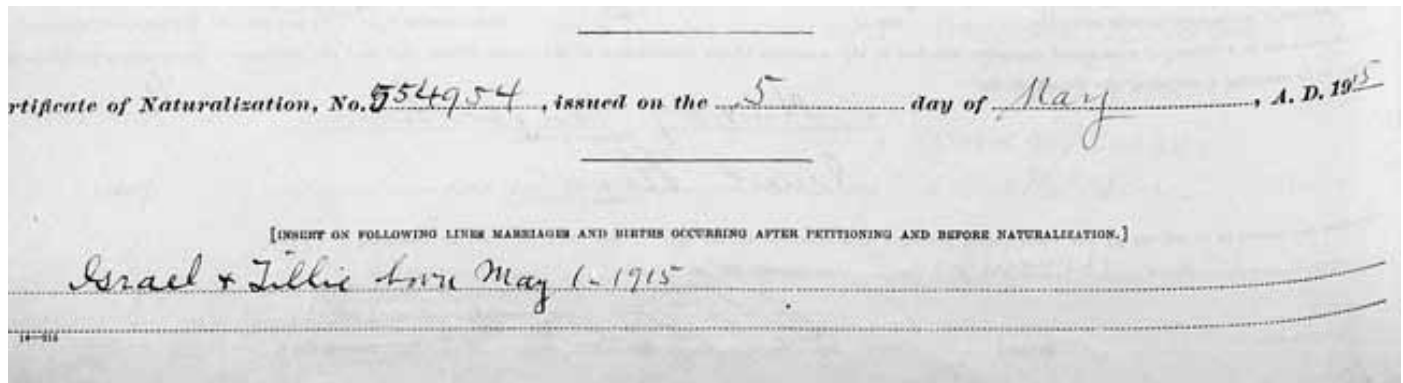 rtificate of Naturalization, No. 554954, issued on the 5 day of May, A. D. 1915
[INSERT ON FOLLOWING LINES MARRIAGES AND BIRTHS OCCURRING AFTER PETITIONING AND BEFORE NATURALIZATION.]
Israel + Tillie born May 1 - 1915